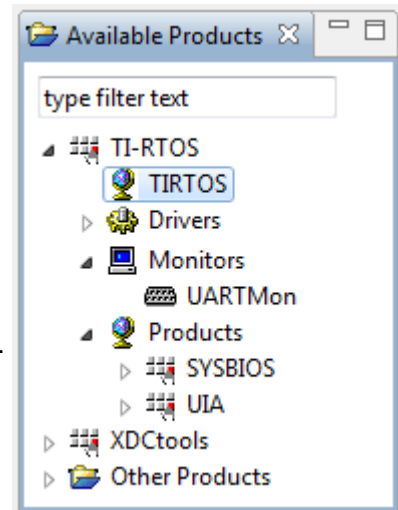 Available Products
type filter text
TI-RTOS
TIRTOS
Drivers
Monitors
UARTMon
Products
SYSBIOS
UIA
XDCtools
Other Products